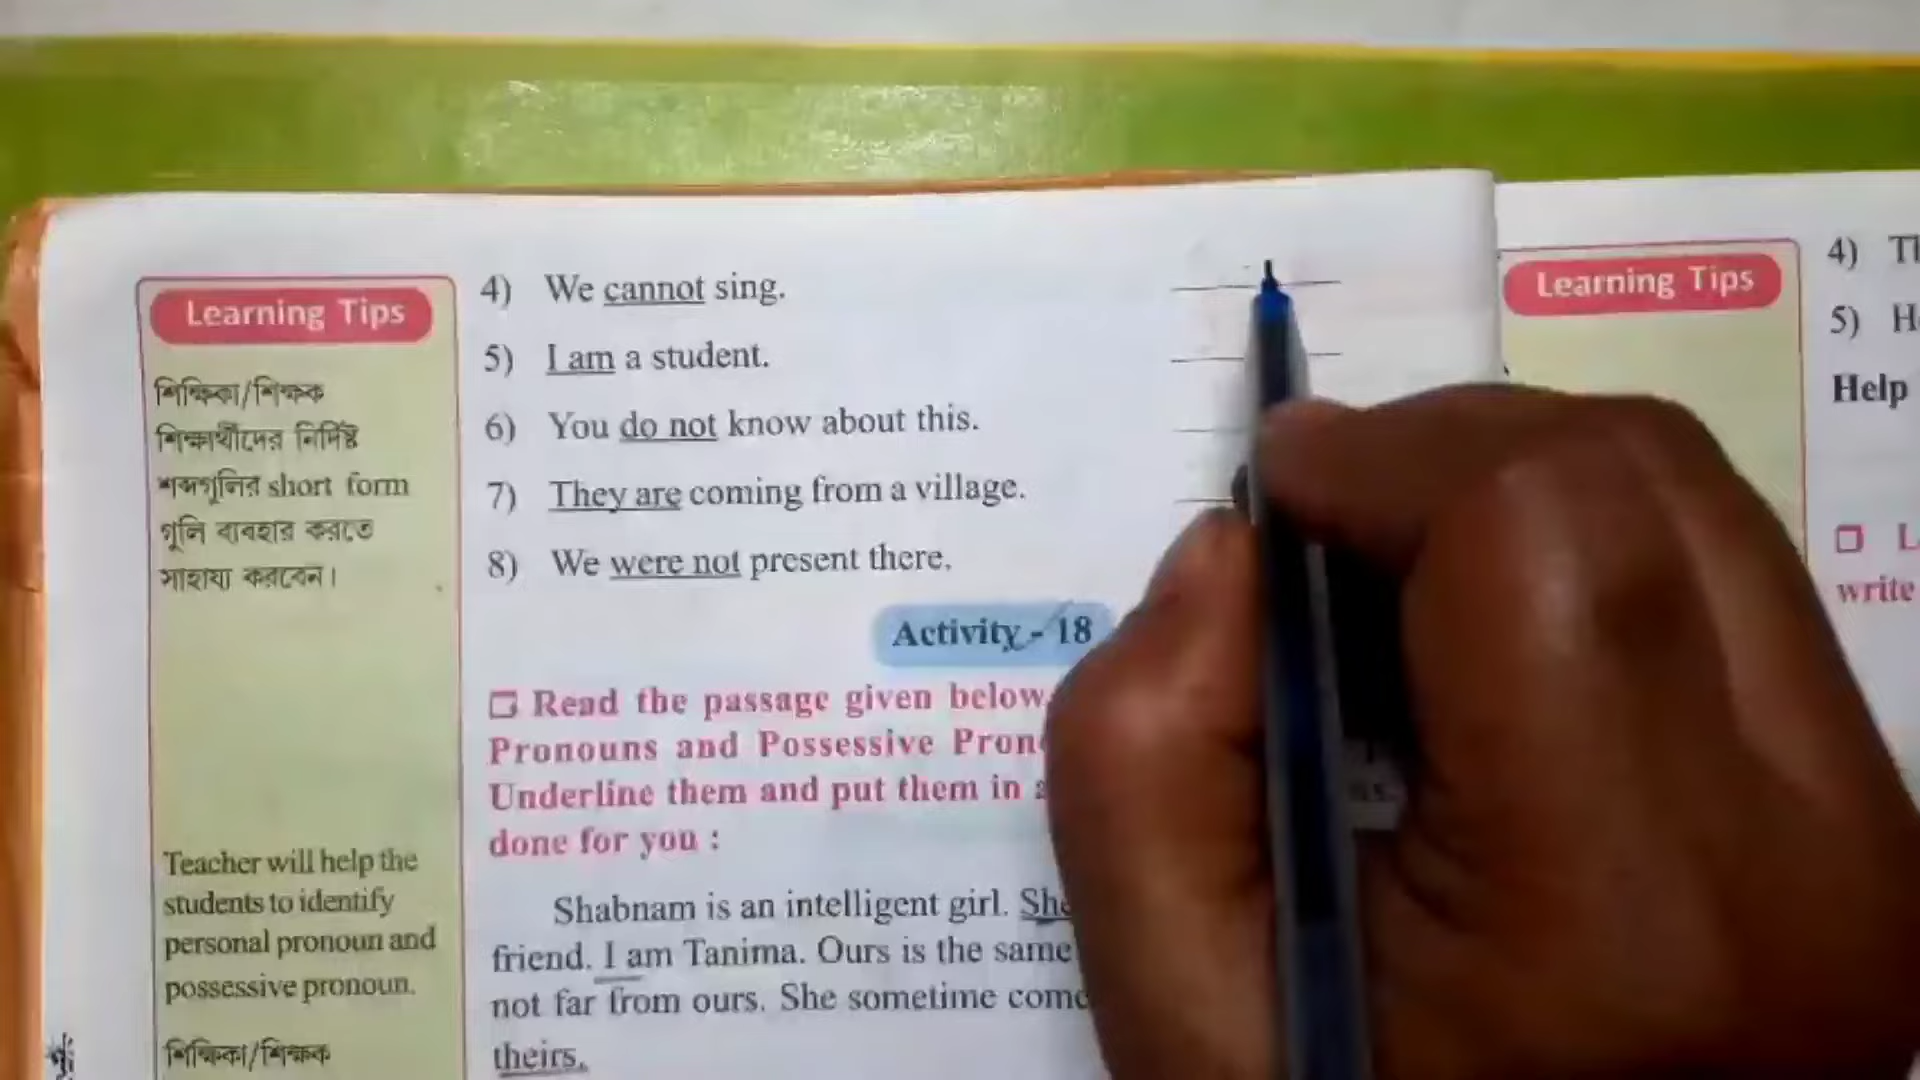 Learning Tips
শিক্ষিকা/শিক্ষক
শিক্ষার্থীদের নির্দিষ্ট
শব্দগুলির short form
গুলি ব্যবহার করতে
সাহায্য করবেন।
Teacher will help the
students to identify
personal pronoun and
possessive pronoun.
শিক্ষিকা/শিক্ষক
4) We cannot sing.
5) I am a student.
6) You do not know about this.
7) They are coming from a village.
8) We were not present there.
Activity - 18
Read the passage given below
Pronouns and Possessive
Underline them and put them in
done for you :
Shabnam is an intelligent girl. She
friend. I am Tanima. Ours is the same
not far from ours. She sometime
theirs.
Learning Tips
4)
5)
Help
write